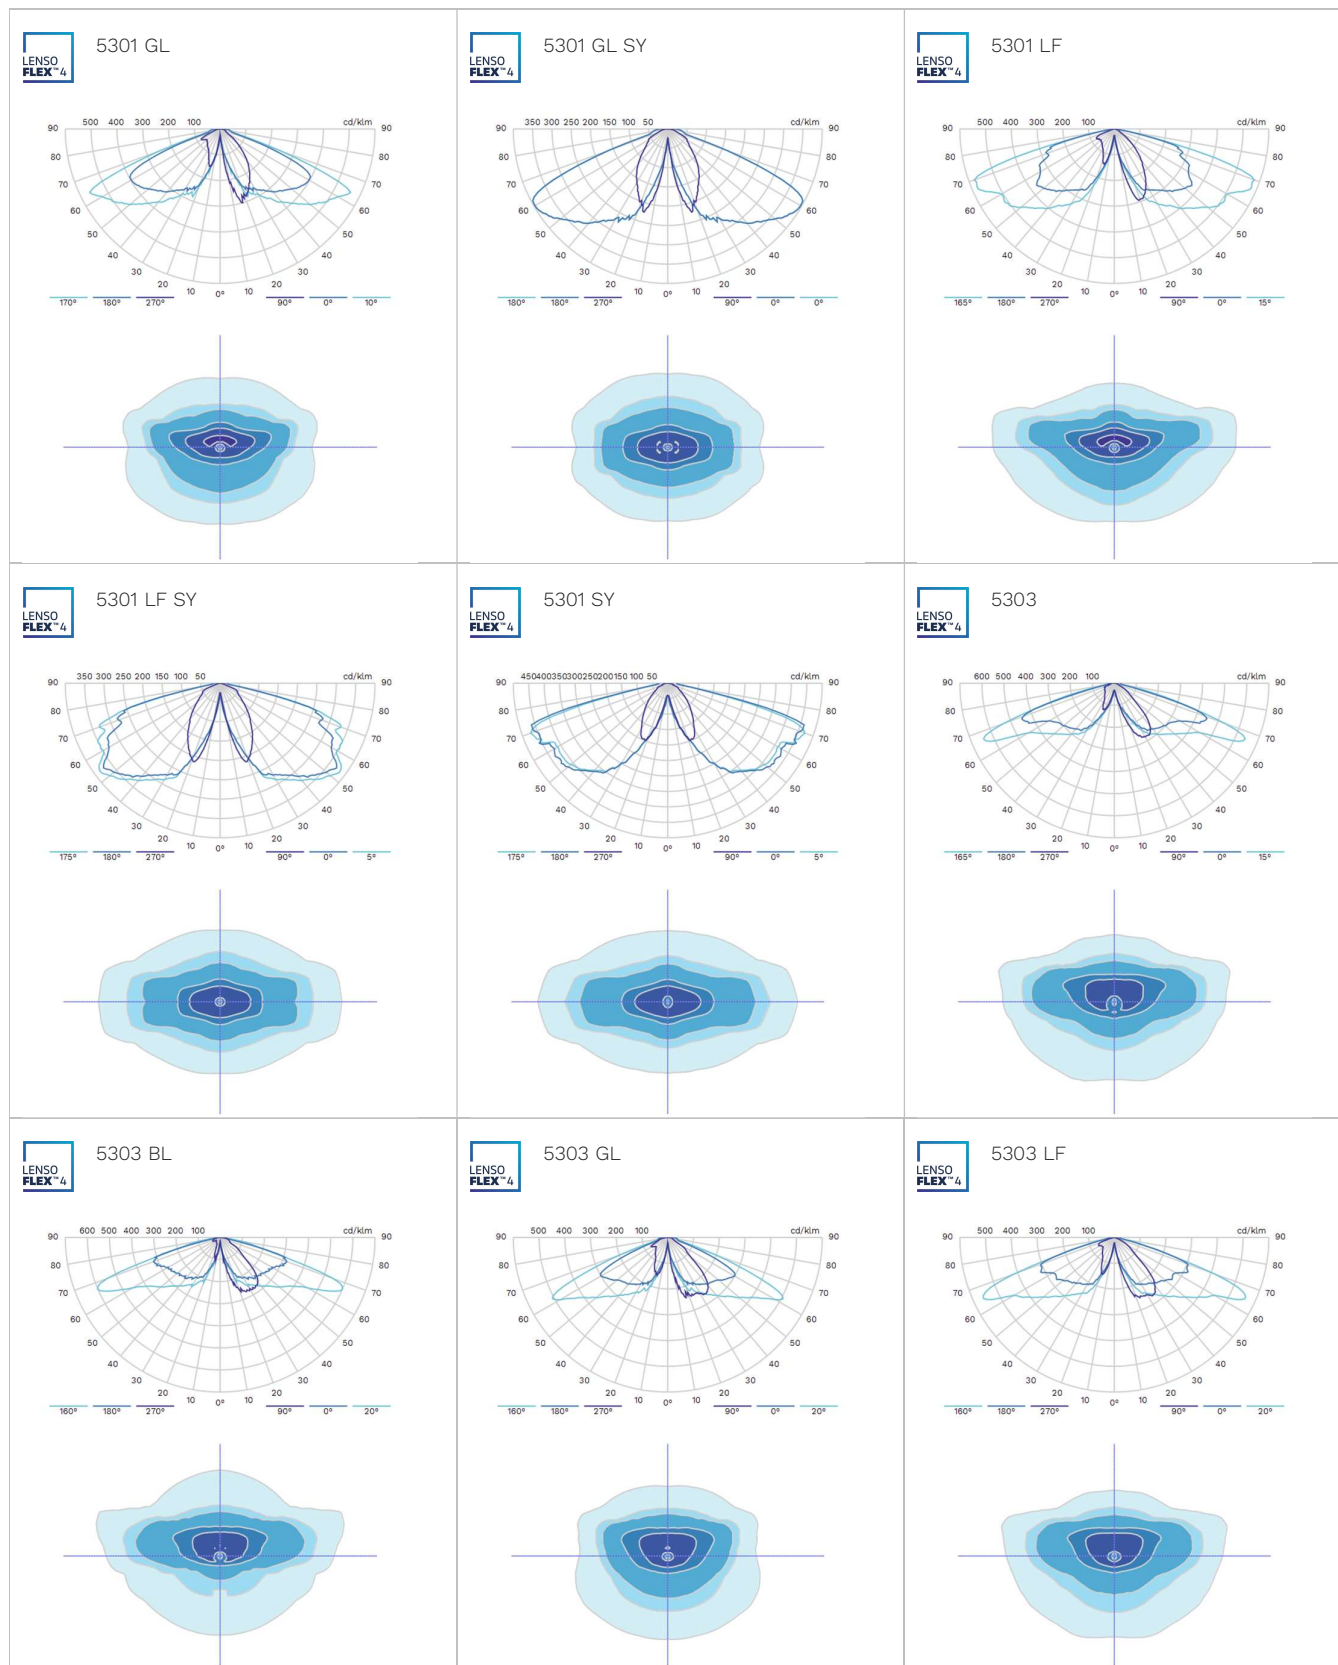 LENSO
FLEX™4
5301 GL
90 500 400 300 200 100 cd/klm 90
80 80
70 70
60 60
50 50
40 40
30 30
20 10 0° 10 20
170° 180° 270° 90° 0° 10°
LENSO
FLEX™4
5301 GL SY
90 350 300 250 200 150 100 50 cd/klm 90
80 80
70 70
60 60
50 50
40 40
30 30
20 10 0° 10 20
180° 180° 270° 90° 0° 0°
LENSO
FLEX™4
5301 LF
90 500 400 300 200 100 cd/klm 90
80 80
70 70
60 60
50 50
40 40
30 30
20 10 0° 10 20
165° 180° 270° 90° 0° 15°
LENSO
FLEX™4
5301 LF SY
90 350 300 250 200 150 100 50 cd/klm 90
80 80
70 70
60 60
50 50
40 40
30 30
20 10 0° 10 20
175° 180° 270° 90° 0° 5°
LENSO
FLEX™4
5301 SY
90 450 400 350 300 250 200 150 100 50 cd/klm 90
80 80
70 70
60 60
50 50
40 40
30 30
20 10 0° 10 20
175° 180° 270° 90° 0° 5°
LENSO
FLEX™4
5303
90 600 500 400 300 200 100 cd/klm 90
80 80
70 70
60 60
50 50
40 40
30 30
20 10 0° 10 20
165° 180° 270° 90° 0° 15°
LENSO
FLEX™4
5303 BL
90 600 500 400 300 200 100 cd/klm 90
80 80
70 70
60 60
50 50
40 40
30 30
20 10 0° 10 20
160° 180° 270° 90° 0° 20°
LENSO
FLEX™4
5303 GL
90 500 400 300 200 100 cd/klm 90
80 80
70 70
60 60
50 50
40 40
30 30
20 10 0° 10 20
160° 180° 270° 90° 0° 20°
LENSO
FLEX™4
5303 LF
90 500 400 300 200 100 cd/klm 90
80 80
70 70
60 60
50 50
40 40
30 30
20 10 0° 10 20
160° 180° 270° 90° 0° 20°